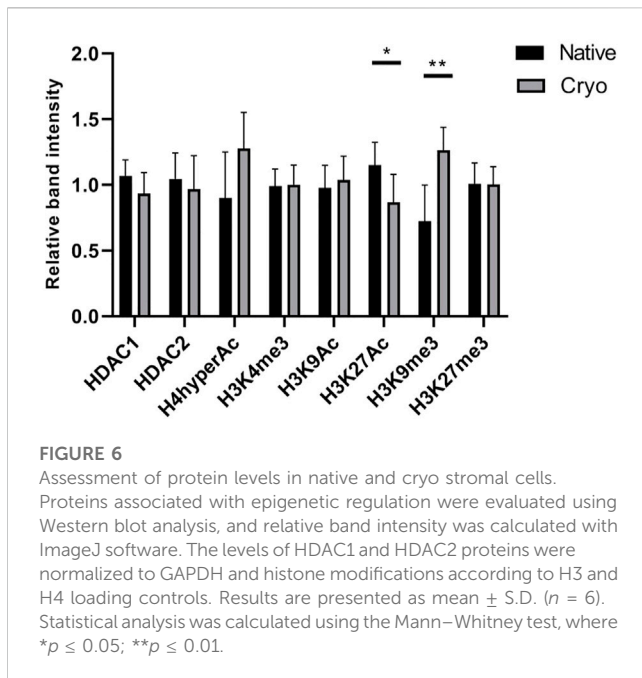 2.0
1.5
1.0
0.5
0.0
Relative band intensity
*
**
Native
Cryo
HDAC1
HDAC2
H4hyperAc
H3K4me3
H3K9Ac
H3K27Ac
H3K9me3
H3K27me3
FIGURE 6
Assessment of protein levels in native and cryo stromal cells.
Proteins associated with epigenetic regulation were evaluated using
Western blot analysis, and relative band intensity was calculated with
ImageJ software. The levels of HDAC1 and HDAC2 proteins were
normalized to GAPDH and histone modifications according to H3 and
H4 loading controls. Results are presented as mean ± S.D. (n = 6).
Statistical analysis was calculated using the Mann–Whitney test, where
*p ≤ 0.05; **p ≤ 0.01.